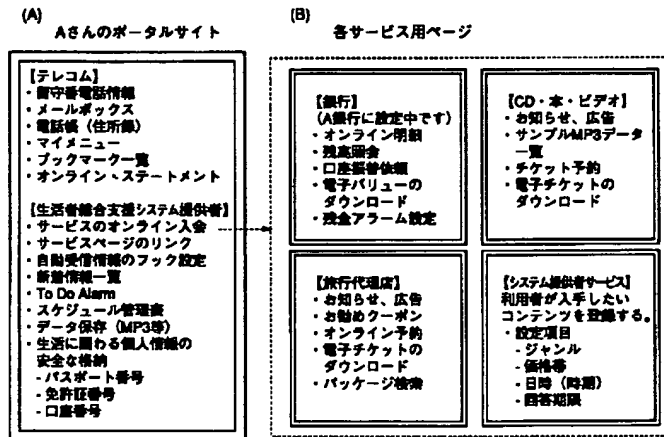 (A)
Aさんのポータルサイト
【テレコム】
・留守番電話情報
・メールボックス
・電話帳（住所録）
・マイメニュー
・ブックマーク一覧
・オンライン・ステートメント
【生活者総合支援システム提供者】
・サービスのオンライン入会
・サービスページのリンク
・自動受信情報のフック設定
・新着情報一覧
・To Do Alarm
・スケジュール管理表
・データ保存（MP3等）
・生活に関わる個人情報の
安全な格納
- パスポート番号
- 免許証番号
- 口座番号
(B)
各サービス用ページ
【銀行】
（A銀行に設定中です）
・オンライン明細
・残高照会
・口座振替依頼
・電子バリューの
ダウンロード
・残金アラーム設定
【CD・本・ビデオ】
・お知らせ、広告
・サンプルMP3データ
一覧
・チケット予約
・電子チケットの
ダウンロード
【旅行代理店】
・お知らせ、広告
・お勧めクーポン
・オンライン予約
・電子チケットの
ダウンロード
・パッケージ検索
【システム提供者サービス】
利用者が入手したい
コンテンツを登録する。
・設定項目
- ジャンル
- 価格帯
- 日時（時期）
- 回答期限